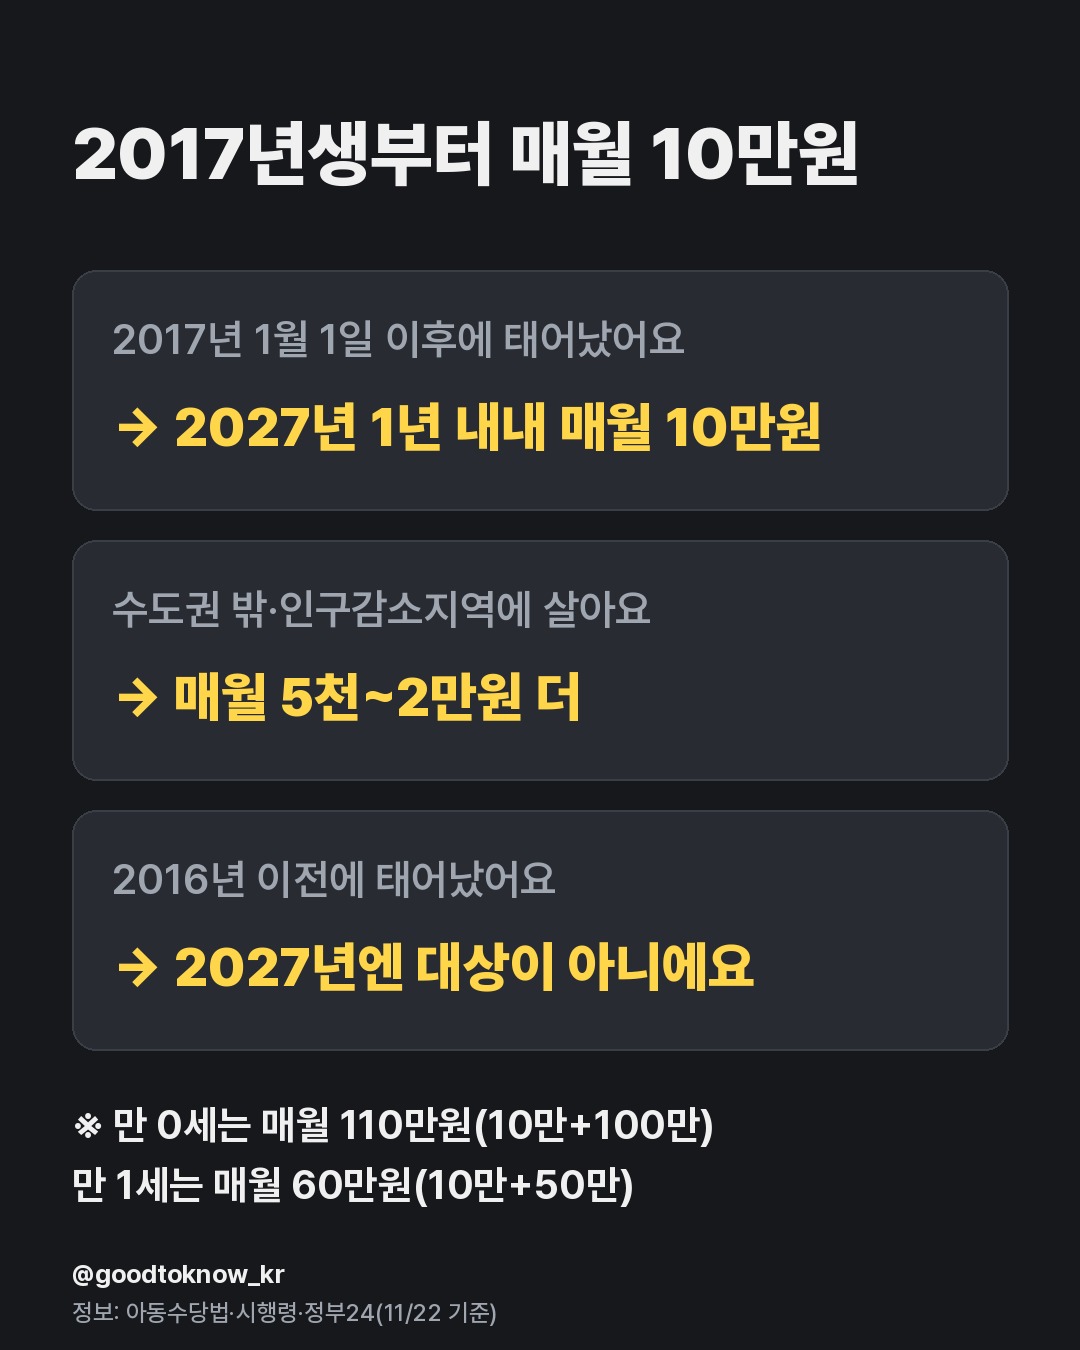 2017년생부터 매월 10만원
2017년 1월 1일 이후에 태어났어요
→ 2027년 1년 내내 매월 10만원
수도권 밖·인구감소지역에 살아요
→ 매월 5천~2만원 더
2016년 이전에 태어났어요
→ 2027년엔 대상이 아니에요
※ 만 0세는 매월 110만원(10만+100만)
만 1세는 매월 60만원(10만+50만)
@goodtoknow_kr
정보: 아동수당법·시행령·정부24(11/22 기준)